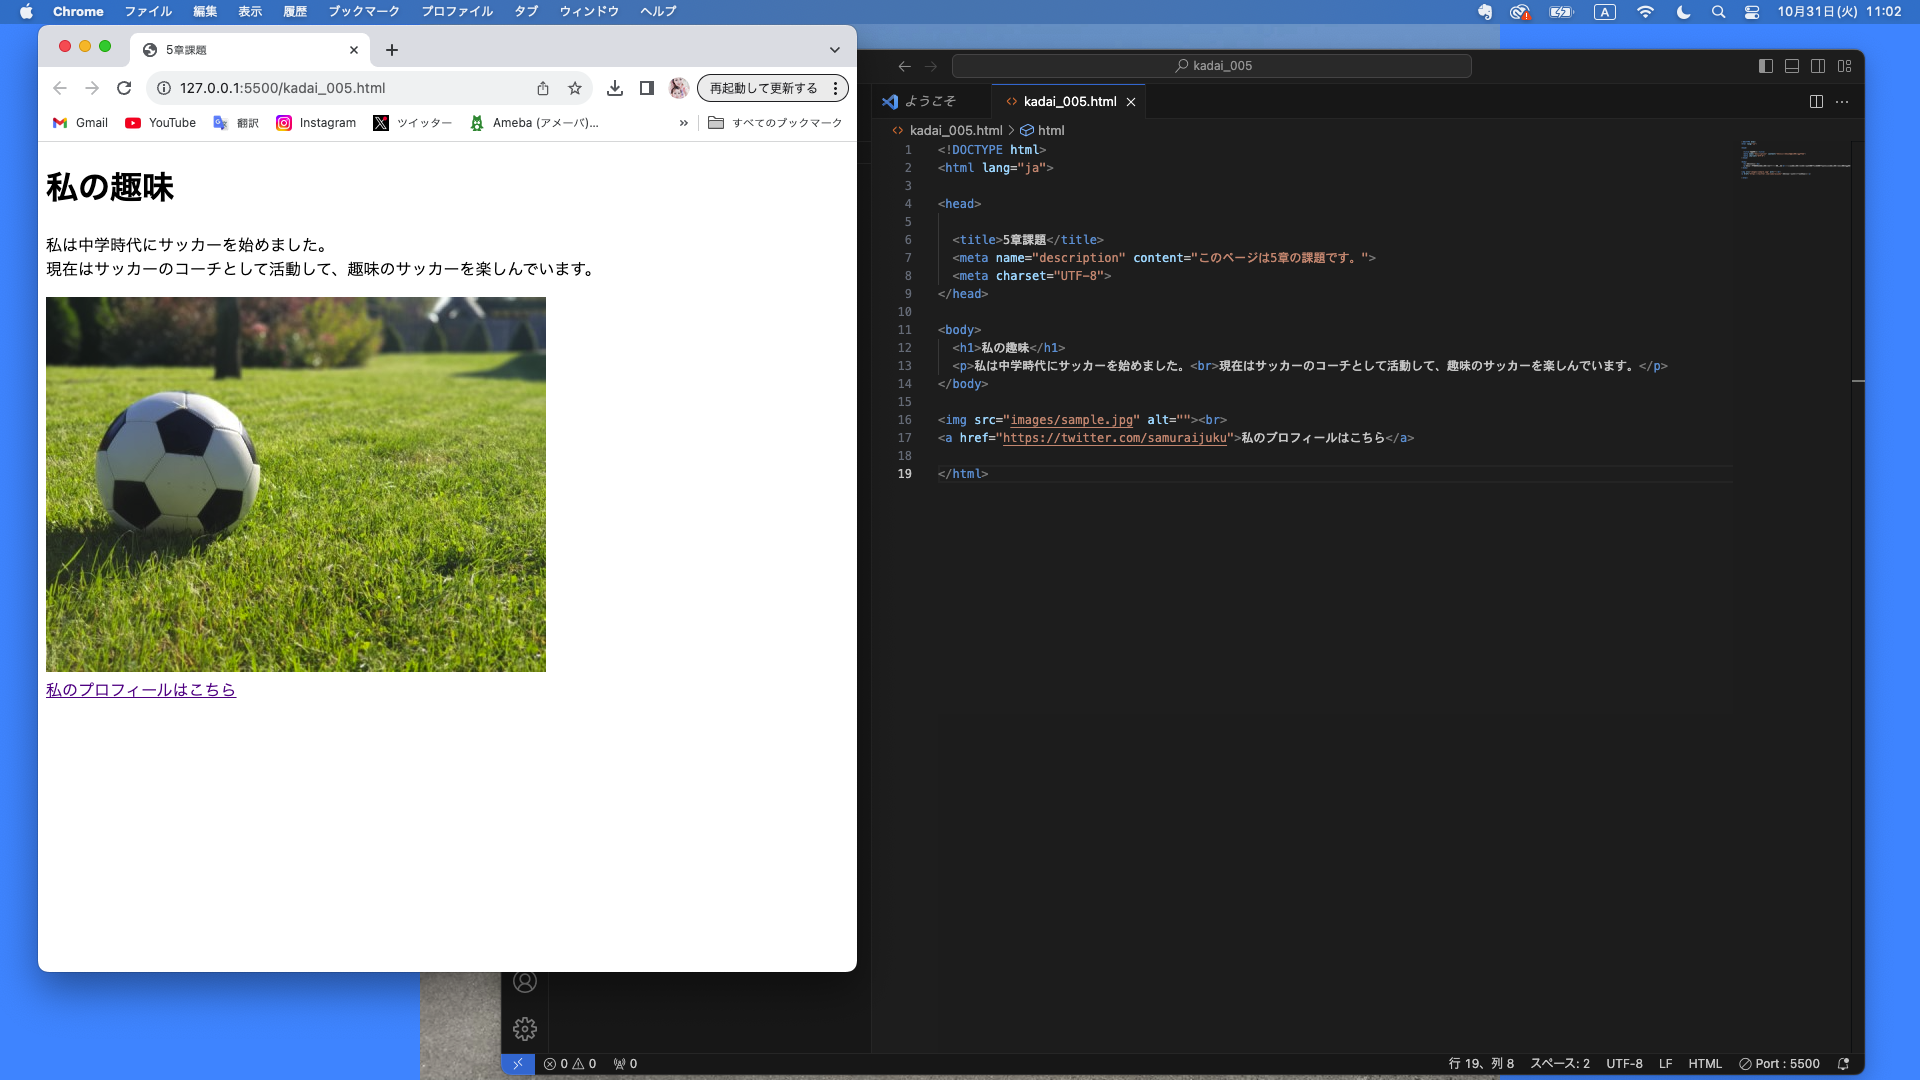 Chrome ファイル 編集 表示 履歴 ブックマーク プロファイル タブ ウィンドウ ヘルプ
A 10月31日(火) 11:02
5章課題
127.0.0.1:5500/kadai_005.html 再起動して更新する
Gmail YouTube 翻訳 Instagram ツイッター Ameba (アメーバ)... » すべてのブックマーク
私の趣味
私は中学時代にサッカーを始めました。
現在はサッカーのコーチとして活動して、趣味のサッカーを楽しんでいます。
私のプロフィールはこちら
kadai_005
ようこそ
kadai_005.html
kadai_005.html > html
1 <!DOCTYPE html>
2 <html lang="ja">
3
4 <head>
5
6 <title>5章課題</title>
7 <meta name="description" content="このページは5章の課題です。">
8 <meta charset="UTF-8">
9 </head>
10
11 <body>
12 <h1>私の趣味</h1>
13 <p>私は中学時代にサッカーを始めました。<br>現在はサッカーのコーチとして活動して、趣味のサッカーを楽しんでいます。</p>
14 </body>
15
16 <img src="images/sample.jpg" alt=""><br>
17 <a href="https://twitter.com/samuraijuku">私のプロフィールはこちら</a>
18
19 </html>
0 0 0
行 19、列 8 スペース: 2 UTF-8 LF HTML Port : 5500